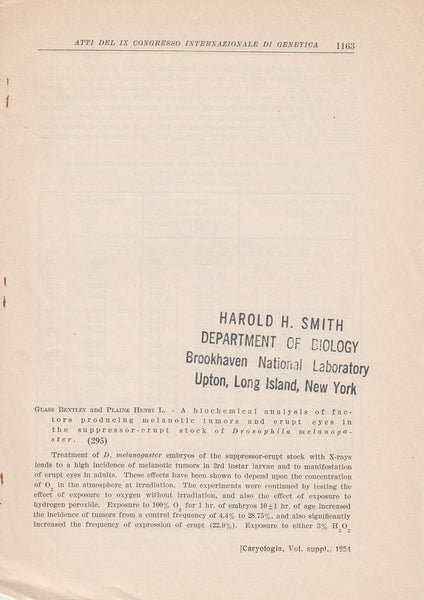 ATTI DEL IX CONGRESSO INTERNAZIONALE DI GENETICA 1163
HAROLD H. SMITH
DEPARTMENT OF BIOLOGY
Brookhaven National Laboratory
Upton, Long Island, New York
GLASS BENTLEY and PLAINE HENRY L. - A biochemical analysis of fac-
tors producing melanotic tumors and erupt eyes in
the suppressor-erupt stock of Drosophila melanoga-
ster. (295)
Treatment of D. melanogaster embryos of the suppressor-erupt stock with X-rays
leads to a high incidence of melanotic tumors in 3rd instar larvae and to manifestation
of erupt eyes in adults. These effects have been shown to depend upon the concentration
of O2 in the atmosphere at irradiation. The experiments were continued by testing the
effect of exposure to oxygen without irradiation, and also the effect of exposure to
hydrogen peroxide. Exposure to 100% O2 for 1 hr. of embryos 10±1 hr. of age increased
the incidence of tumors from a control frequency of 4.4% to 28.75%, and also significantly
increased the frequency of expression of erupt (22.9%). Exposure to either 3% H2O2
[Caryologia, Vol. suppl., 1954